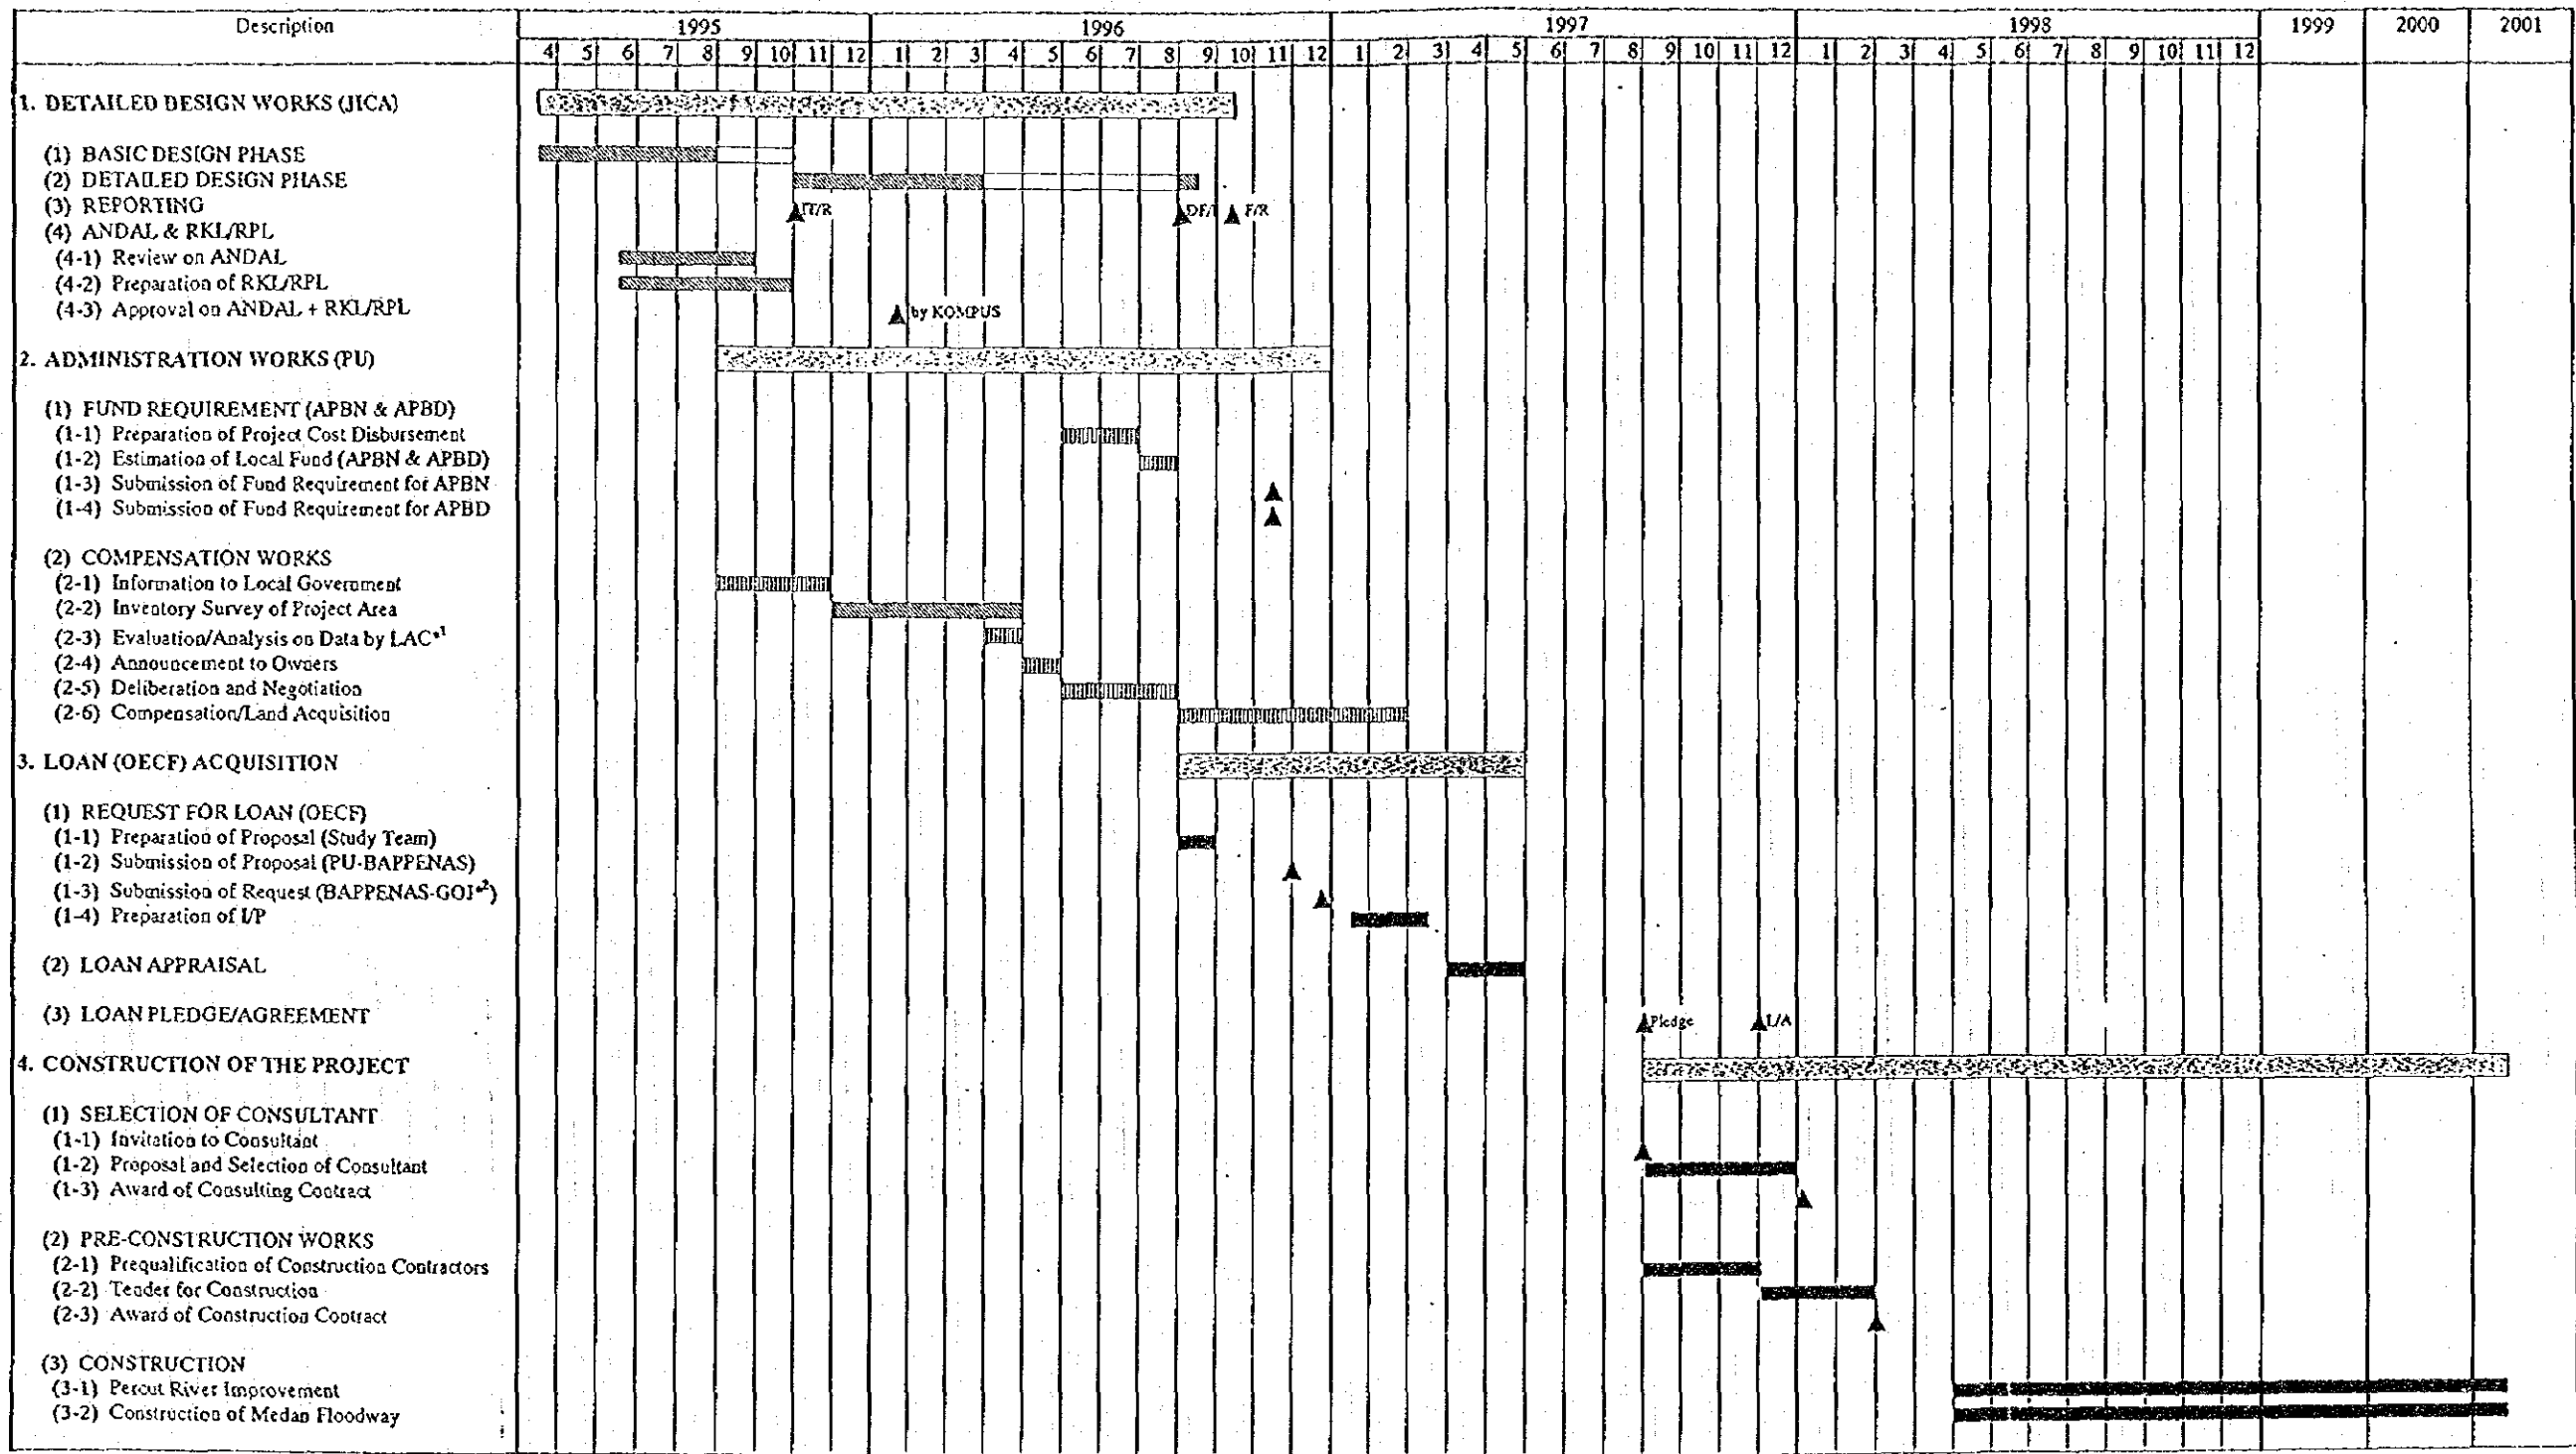 Description 1995 1996 1997 1998 1999 2000 2001
4 5 6 7 8 9 10 11 12 1 2 3 4 5 6 7 8 9 10 11 12 1 2 3 4 5 6 7 8 9 10 11 12 1 2 3 4 5 6 7 8 9 10 11 12
1. DETAILED DESIGN WORKS (JICA)
(1) BASIC DESIGN PHASE
(2) DETAILED DESIGN PHASE
(3) REPORTING IT/R DF/ F/R
(4) ANDAL & RKL/RPL
(4-1) Review on ANDAL
(4-2) Preparation of RKL/RPL
(4-3) Approval on ANDAL + RKL/RPL by KOMPUS
2. ADMINISTRATION WORKS (PU)
(1) FUND REQUIREMENT (APBN & APBD)
(1-1) Preparation of Project Cost Disbursement
(1-2) Estimation of Local Fund (APBN & APBD)
(1-3) Submission of Fund Requirement for APBN
(1-4) Submission of Fund Requirement for APBD
(2) COMPENSATION WORKS
(2-1) Information to Local Government
(2-2) Inventory Survey of Project Area
(2-3) Evaluation/Analysis on Data by LAC*1
(2-4) Announcement to Owners
(2-5) Deliberation and Negotiation
(2-6) Compensation/Land Acquisition
3. LOAN (OECF) ACQUISITION
(1) REQUEST FOR LOAN (OECF)
(1-1) Preparation of Proposal (Study Team)
(1-2) Submission of Proposal (PU-BAPPENAS)
(1-3) Submission of Request (BAPPENAS-GOJ*2)
(1-4) Preparation of I/P
(2) LOAN APPRAISAL
(3) LOAN PLEDGE/AGREEMENT Pledge L/A
4. CONSTRUCTION OF THE PROJECT
(1) SELECTION OF CONSULTANT
(1-1) Invitation to Consultant
(1-2) Proposal and Selection of Consultant
(1-3) Award of Consulting Contract
(2) PRE-CONSTRUCTION WORKS
(2-1) Prequalification of Construction Contractors
(2-2) Tender for Construction
(2-3) Award of Construction Contract
(3) CONSTRUCTION
(3-1) Percut River Improvement
(3-2) Construction of Medan Floodway